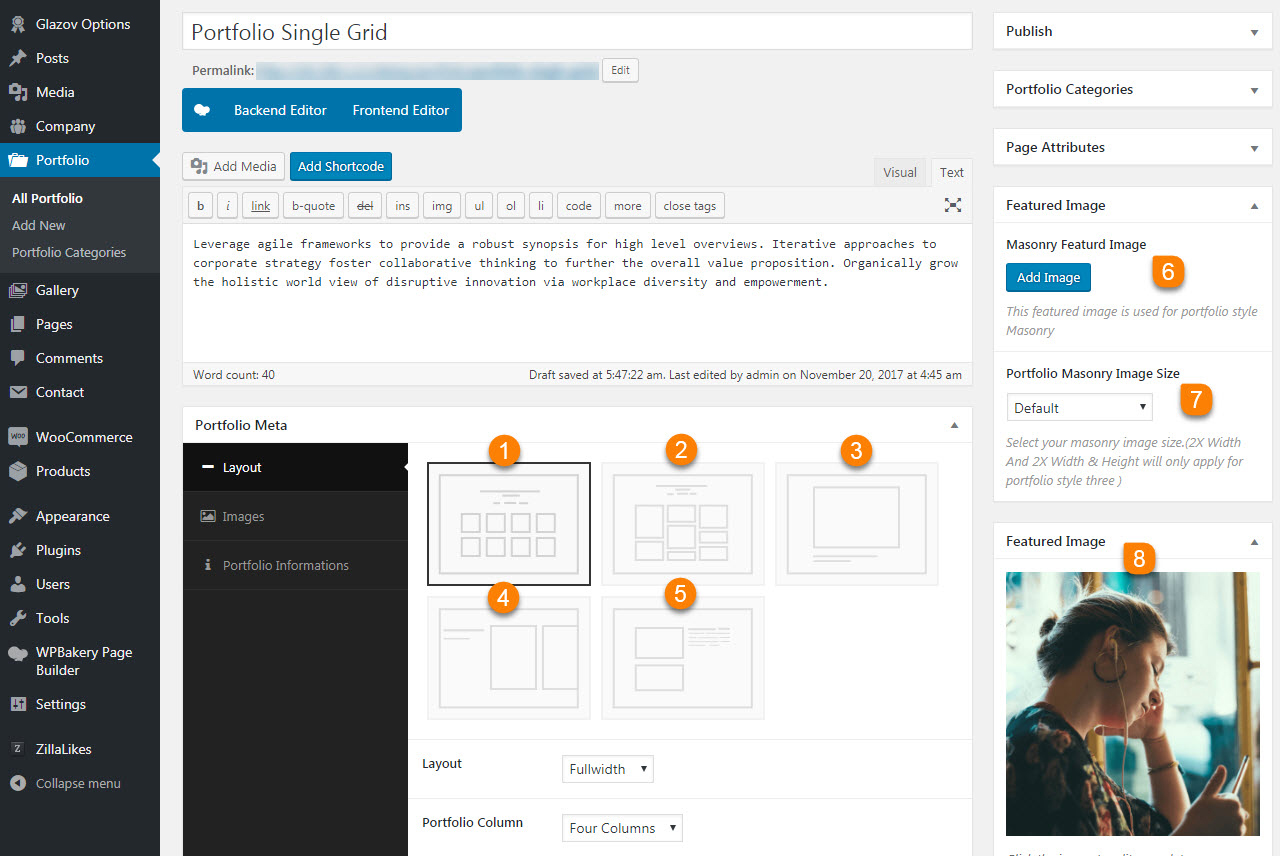 Glazov Options
Posts
Media
Company
Portfolio
All Portfolio
Add New
Portfolio Categories
Gallery
Pages
Comments
Contact
WooCommerce
Products
Appearance
Plugins
Users
Tools
WPBakery Page
Builder
Settings
Z ZillaLikes
Collapse menu
Portfolio Single Grid
Permalink: Edit
Backend Editor Frontend Editor
Add Media Add Shortcode
Visual Text
b i link b-quote del ins img ul ol li code more close tags
Leverage agile frameworks to provide a robust synopsis for high level overviews. Iterative approaches to
corporate strategy foster collaborative thinking to further the overall value proposition. Organically grow
the holistic world view of disruptive innovation via workplace diversity and empowerment.
Word count: 40 Draft saved at 5:47:22 am. Last edited by admin on November 20, 2017 at 4:45 am
Portfolio Meta
Layout
Images
Portfolio Informations
1 2 3
4 5
Layout Fullwidth
Portfolio Column Four Columns
Publish
Portfolio Categories
Page Attributes
Featured Image
Masonry Featurd Image
Add Image 6
This featured image is used for portfolio style
Masonry
Portfolio Masonry Image Size
Default 7
Select your masonry image size.(2X Width
And 2X Width & Height will only apply for
portfolio style three )
Featured Image 8